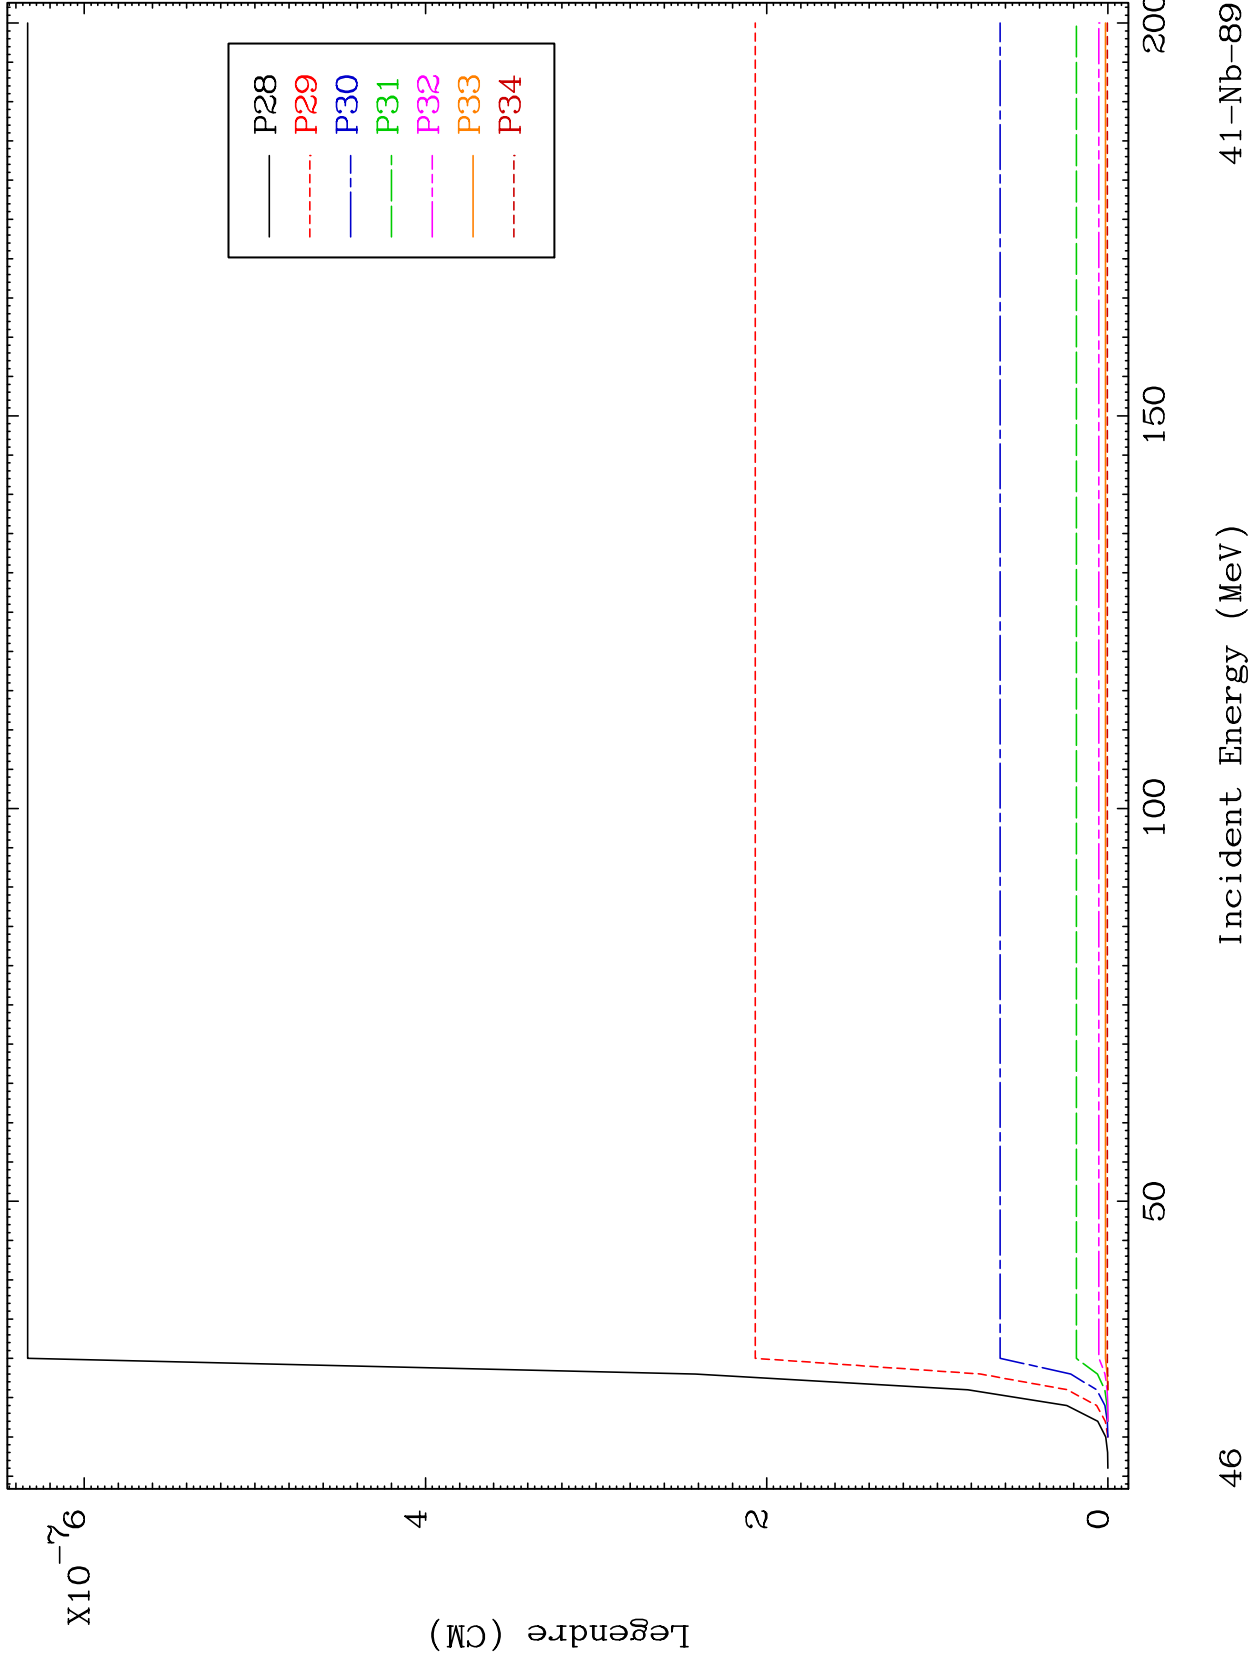 X10⁻⁷
6
4
2
0
Legendre (CM)
P28
P29
P30
P31
P32
P33
P34
50
100
150
200
Incident Energy (MeV)
46
41-Nb-89